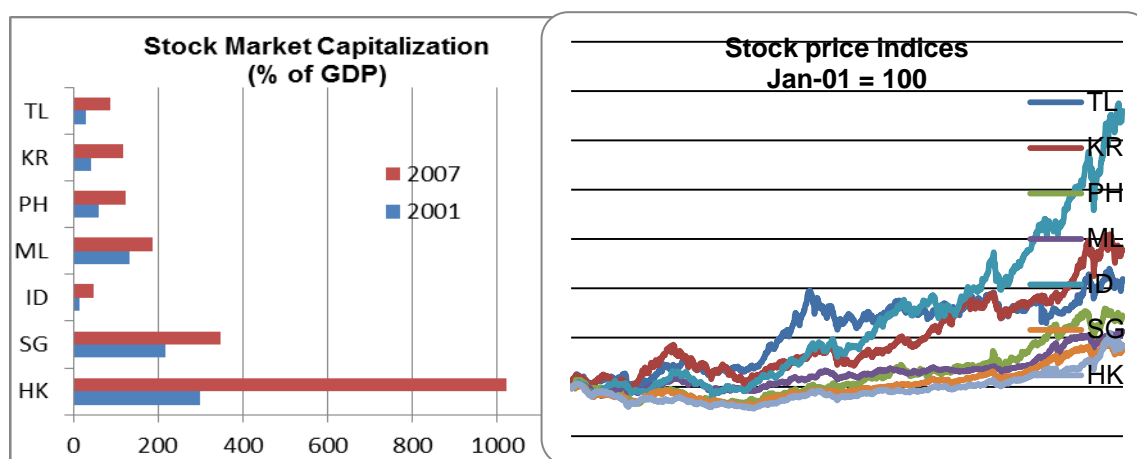 Stock Market Capitalization
(% of GDP)
TL
KR
PH
ML
ID
SG
HK
2007
2001
0 200 400 600 800 1000
Stock price indices
Jan-01 = 100
TL
KR
PH
ML
ID
SG
HK